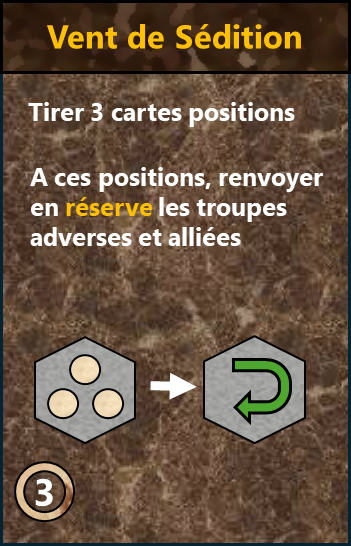 Vent de Sédition
Tirer 3 cartes positions
A ces positions, renvoyer
en réserve les troupes
adverses et alliées
3